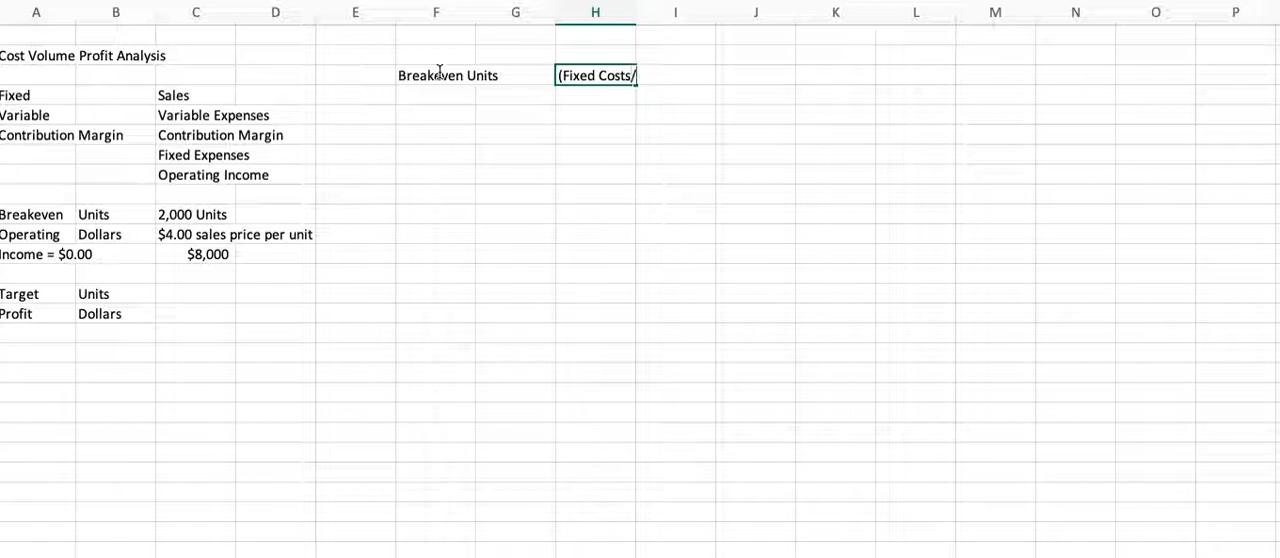 A B C D E F G H I J K L M N O P
Cost Volume Profit Analysis
Breakeven Units (Fixed Costs/
Fixed Sales
Variable Variable Expenses
Contribution Margin Contribution Margin
Fixed Expenses
Operating Income
Breakeven Units 2,000 Units
Operating Dollars $4.00 sales price per unit
Income = $0.00 $8,000
Target Units
Profit Dollars